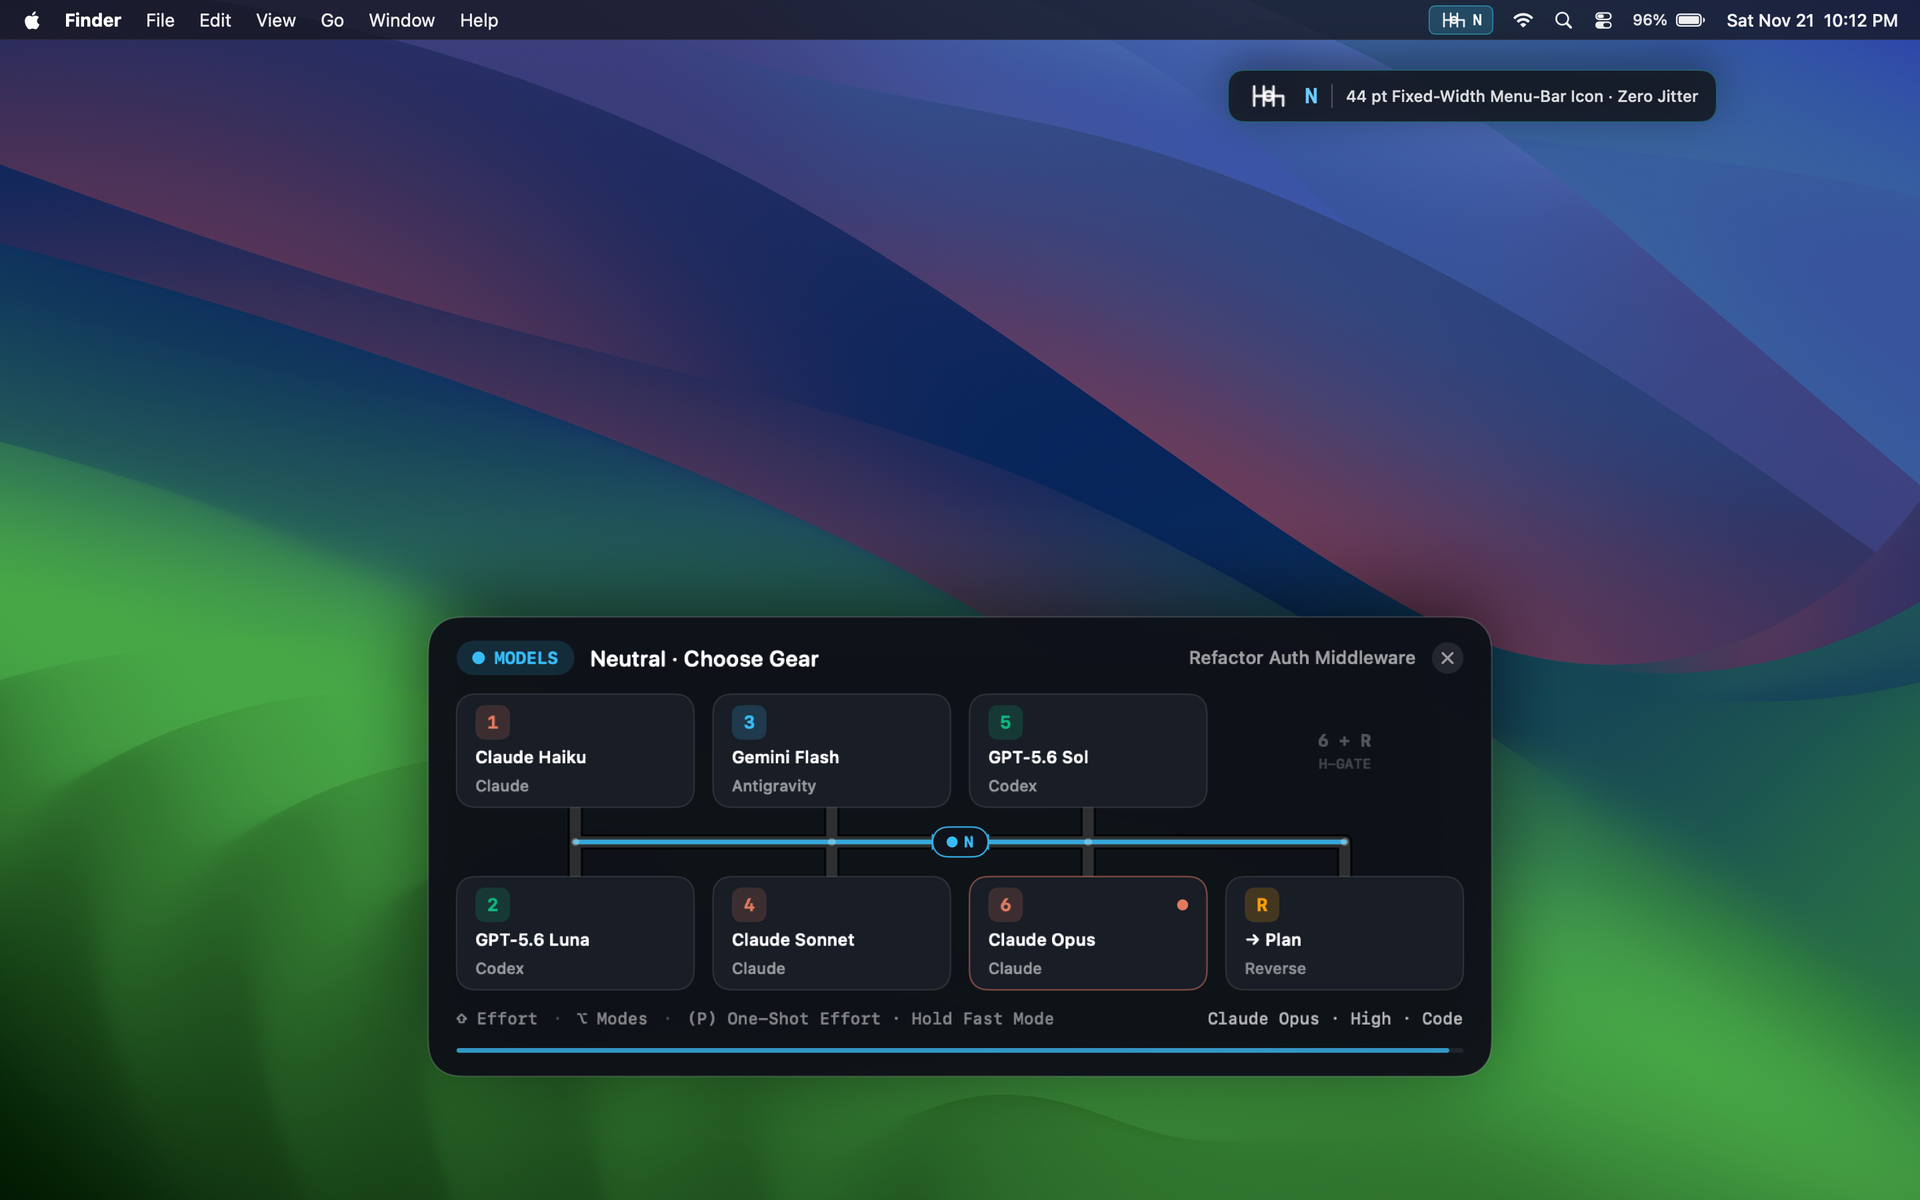 Finder File Edit View Go Window Help N 96% Sat Nov 21 10:12 PM
N 44 pt Fixed-Width Menu-Bar Icon · Zero Jitter
MODELS Neutral · Choose Gear Refactor Auth Middleware
1
Claude Haiku
Claude
3
Gemini Flash
Antigravity
5
GPT-5.6 Sol
Codex
6 + R
H-GATE
N
2
GPT-5.6 Luna
Codex
4
Claude Sonnet
Claude
6
Claude Opus
Claude
R
→ Plan
Reverse
⇧ Effort · ⌥ Modes · (P) One-Shot Effort · Hold Fast Mode Claude Opus · High · Code